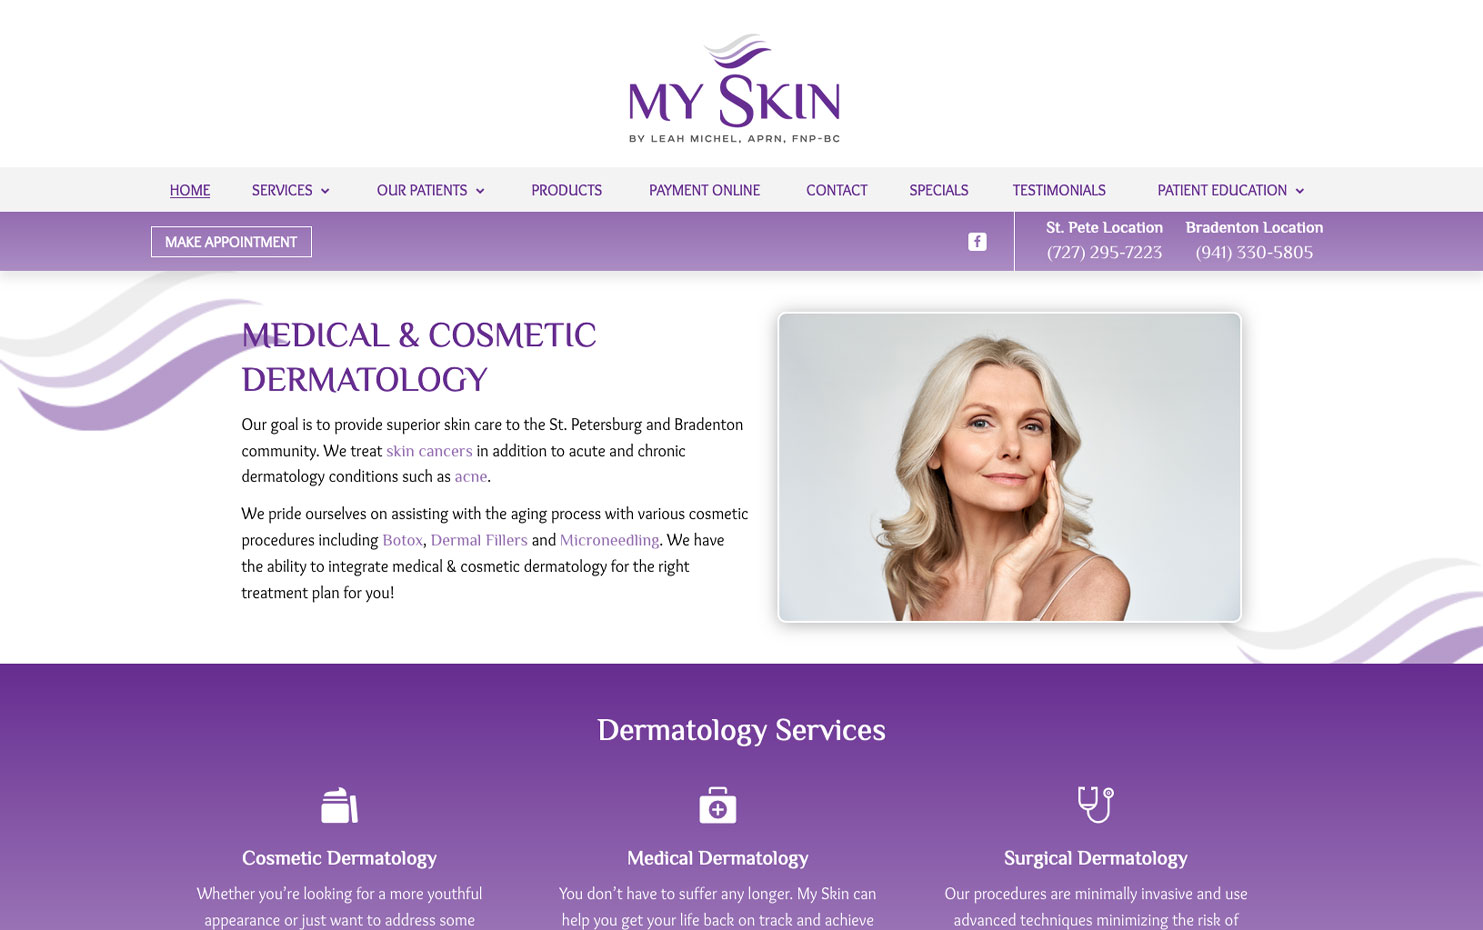 MY SKIN
BY LEAH MICHEL, APRN, FNP-BC
HOME SERVICES OUR PATIENTS PRODUCTS PAYMENT ONLINE CONTACT SPECIALS TESTIMONIALS PATIENT EDUCATION
MAKE APPOINTMENT
St. Pete Location
(727) 295-7223
Bradenton Location
(941) 330-5805
MEDICAL & COSMETIC
DERMATOLOGY
Our goal is to provide superior skin care to the St. Petersburg and Bradenton
community. We treat skin cancers in addition to acute and chronic
dermatology conditions such as acne.
We pride ourselves on assisting with the aging process with various cosmetic
procedures including Botox, Dermal Fillers and Microneedling. We have
the ability to integrate medical & cosmetic dermatology for the right
treatment plan for you!
Dermatology Services
Cosmetic Dermatology
Whether you’re looking for a more youthful
appearance or just want to address some
Medical Dermatology
You don’t have to suffer any longer. My Skin can
help you get your life back on track and achieve
Surgical Dermatology
Our procedures are minimally invasive and use
advanced techniques minimizing the risk of